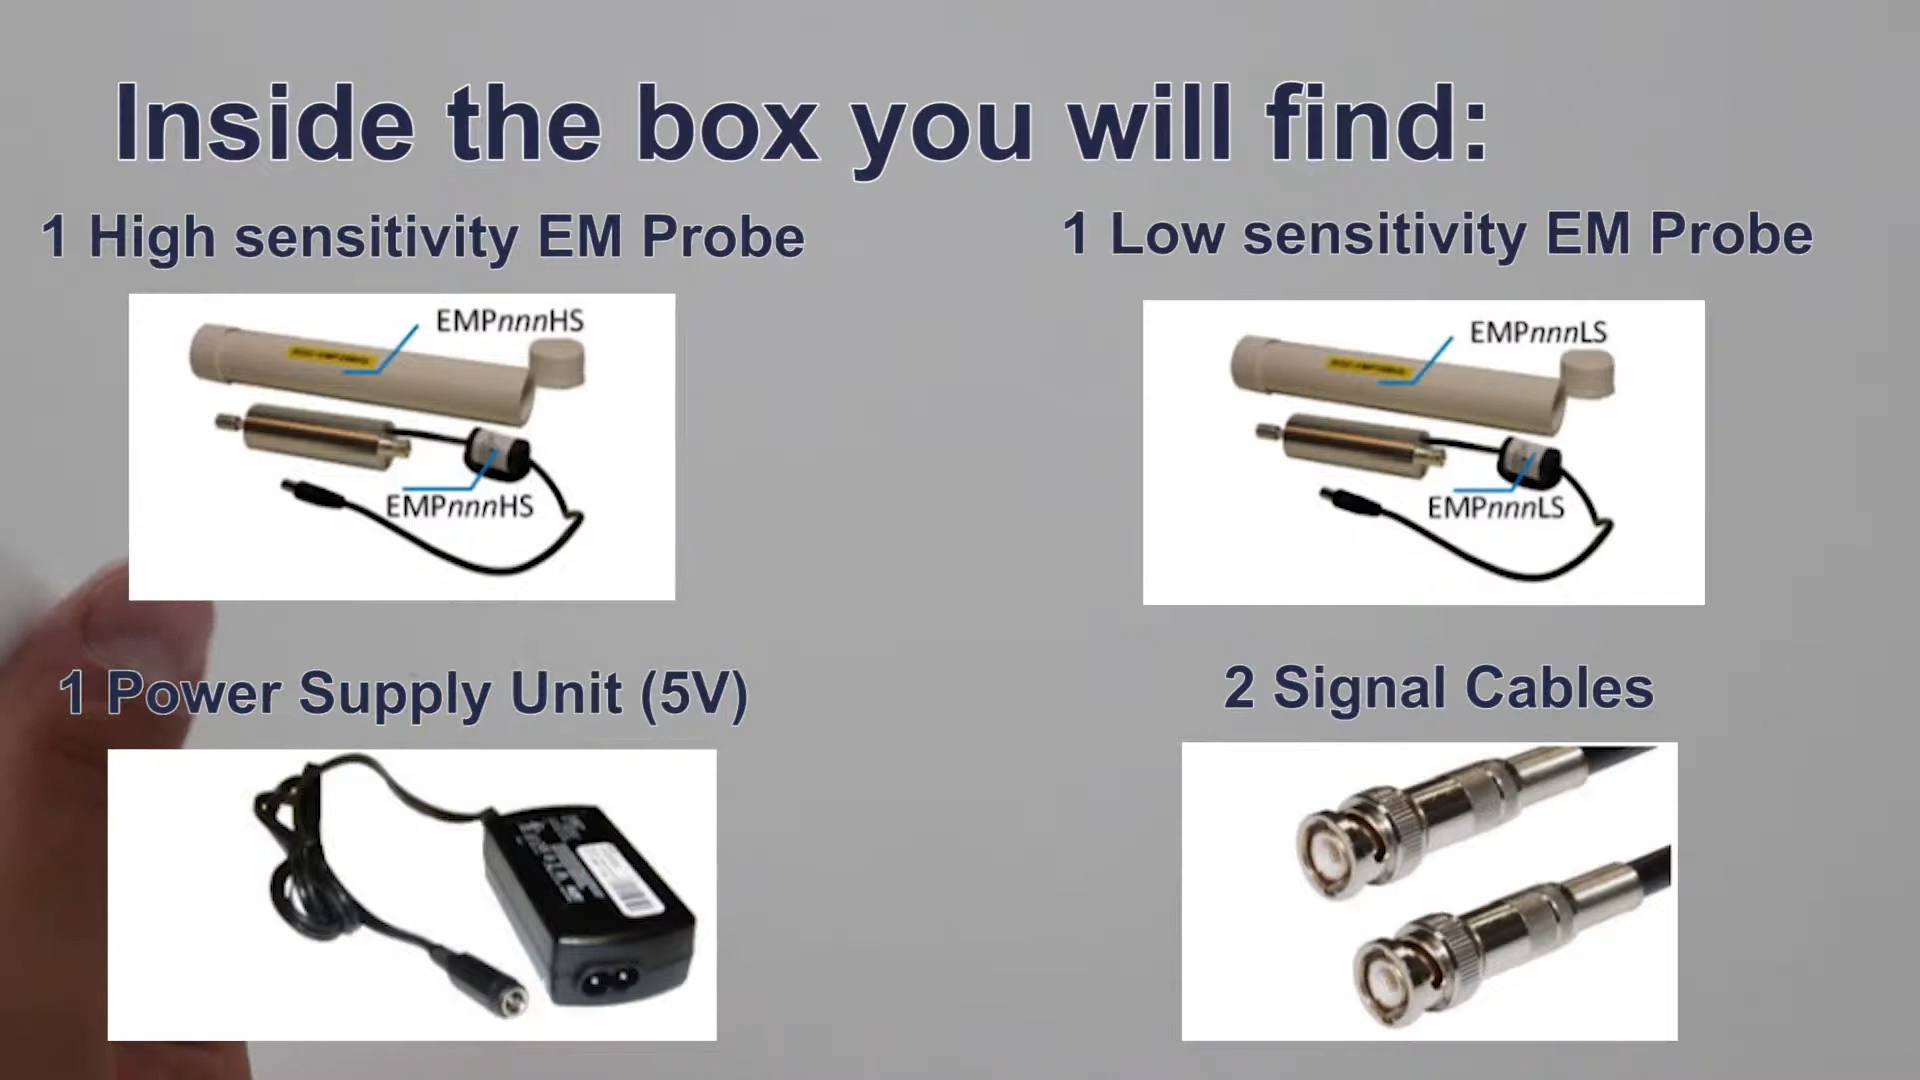 Inside the box you will find:
1 High sensitivity EM Probe
1 Low sensitivity EM Probe
EMPnnnHS
EMPnnnLS
EMPnnnHS
EMPnnnLS
1 Power Supply Unit (5V)
2 Signal Cables